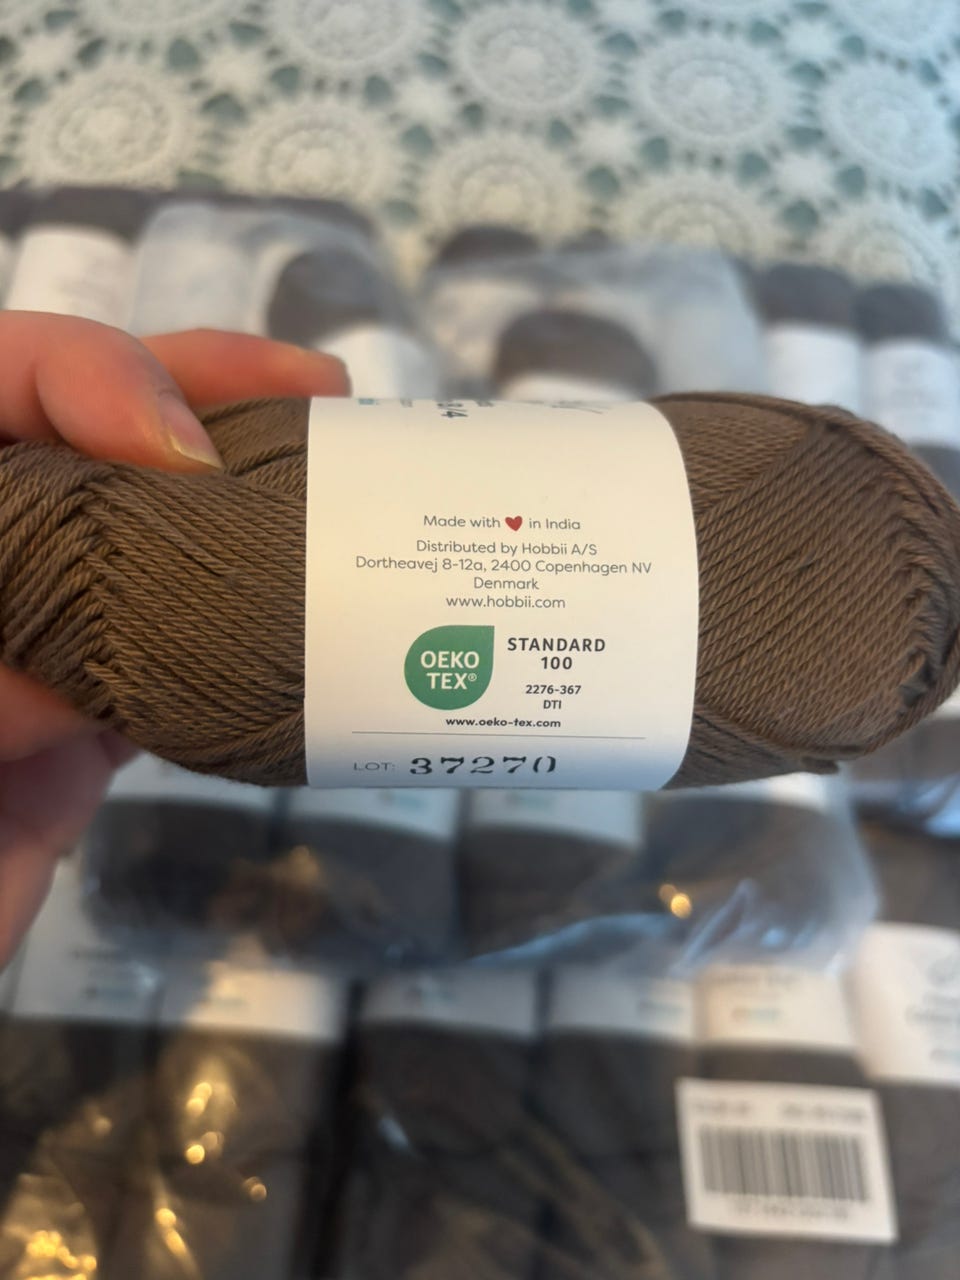 Made with ❤ in India
Distributed by Hobbii A/S
Dortheavej 8-12a, 2400 Copenhagen NV
Denmark
www.hobbii.com
OEKO
TEX®
STANDARD
100
2276-367
DTI
www.oeko-tex.com
LOT: 37270